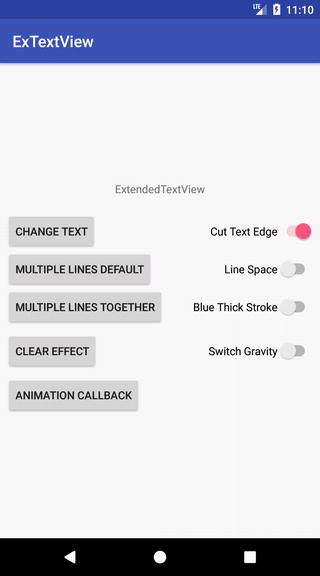 LTE 11:10
ExTextView
ExtendedTextView
CHANGE TEXT Cut Text Edge
MULTIPLE LINES DEFAULT Line Space
MULTIPLE LINES TOGETHER Blue Thick Stroke
CLEAR EFFECT Switch Gravity
ANIMATION CALLBACK